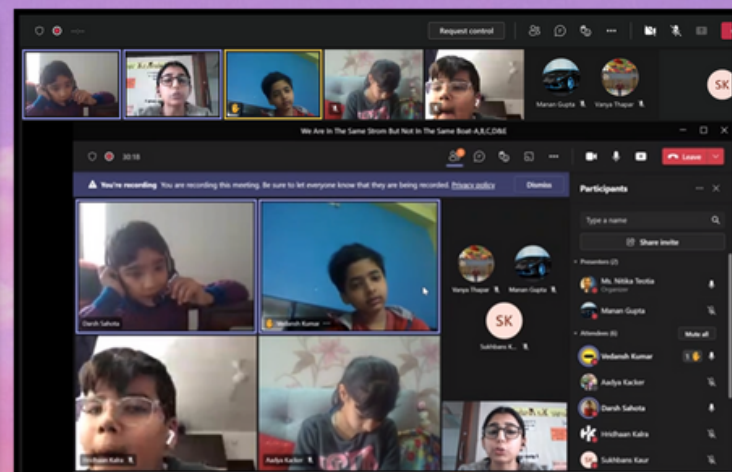 Request control
SK
Manan Gupta
Vanya Thapar
We Are In The Same Strom But Not In The Same Boat-A,B,C,D&E
30:18
Leave
You're recording You are recording this meeting. Be sure to let everyone know that they are being recorded. Privacy policy
Dismiss
Participants
Type a name
Share invite
Presenters (2)
Ms. Nitika Teotia
Organizer
Manan Gupta
Attendees (6)
Mute all
Vedansh Kumar
1
Aadya Kacker
Darsh Sahota
Hridhaan Kalra
Sukhbans Kaur
Darsh Sahota
Vedansh Kumar
Vanya Thapar
Manan Gupta
SK
Sukhbans K...
Hridhaan Kalra
Aadya Kacker